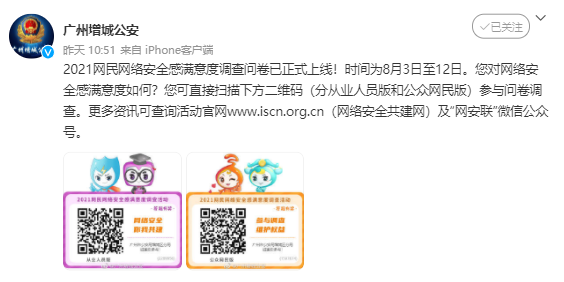 广州增城公安
已关注
昨天 10:51 来自 iPhone客户端
2021网民网络安全感满意度调查问卷已正式上线！时间为8月3日至12日。您对网络安
全感满意度如何？您可直接扫描下方二维码（分从业人员版和公众网民版）参与问卷调
查。更多资讯可查询活动官网www.iscn.org.cn（网络安全共建网）及“网安联”微信公众
号。
2021网民网络安全感满意度调查活动
网络安全
你我共建
从业人员版
2021网民网络安全感满意度调查活动
参与调查
维护权益
公众网民版